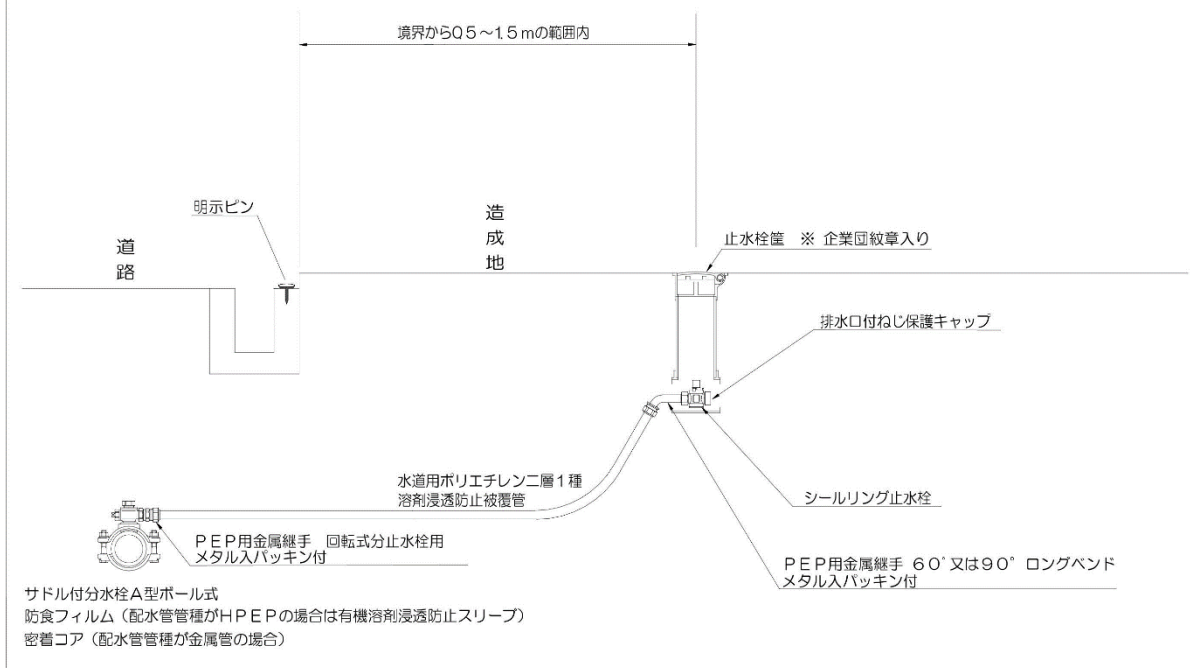 境界から0.5～1.5mの範囲内
明示ピン
造成地
道路
止水栓筐　※ 企業団紋章入り
排水口付ねじ保護キャップ
水道用ポリエチレン二層1種
溶剤浸透防止被覆管
シールリング止水栓
PEP用金属継手　回転式分止水栓用
メタル入パッキン付
PEP用金属継手 60°又は90° ロングベンド
メタル入パッキン付
サドル付分水栓A型ボール式
防食フィルム（配水管管種がHPEPの場合は有機溶剤浸透防止スリーブ）
密着コア（配水管管種が金属管の場合）